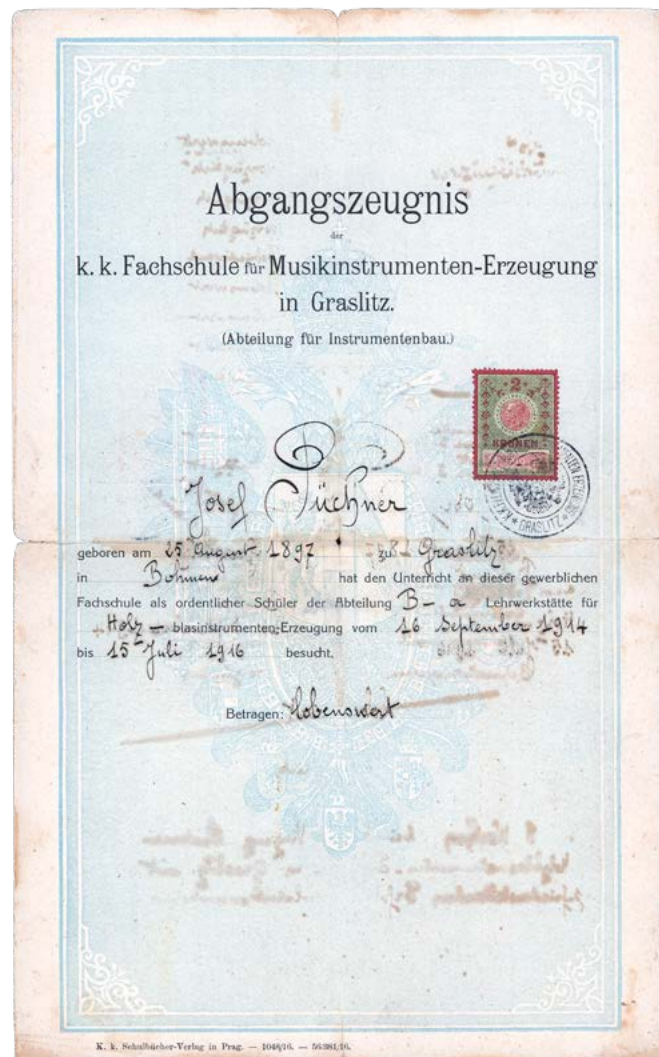 Abgangszeugnis
der
k. k. Fachschule für Musikinstrumenten-Erzeugung
in Graslitz.
(Abteilung für Instrumentenbau.)
2
KRONEN
GRASLITZ
Josef Püchner
geboren am 25 August 1897 zu Graslitz
in Böhmen hat den Unterricht an dieser gewerblichen
Fachschule als ordentlicher Schüler der Abteilung B-a Lehrwerkstätte für
Holz — blasinstrumenten-Erzeugung vom 16 September 1914
bis 15 Juli 1916 besucht.
Betragen: Lobenswert
K. k. Schulbücher-Verlag in Prag. — 1048/16. — 56381/16.